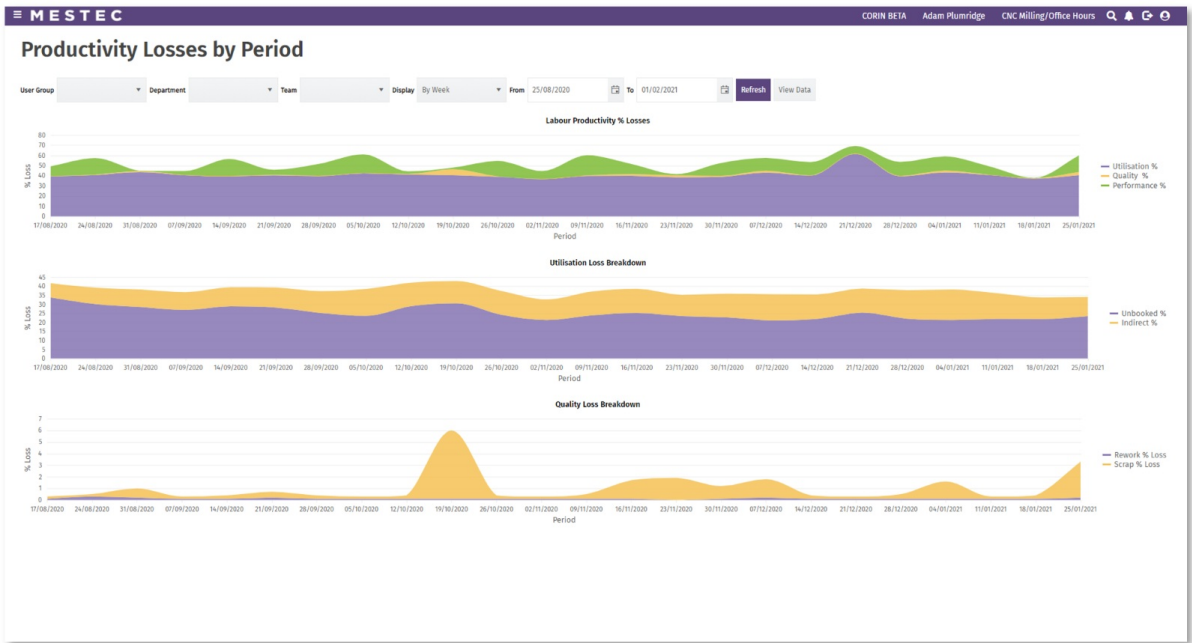 ≡ MESTEC CORIN BETA Adam Plumridge CNC Milling/Office Hours
Productivity Losses by Period
User Group Department Team Display By Week From 25/08/2020 To 01/02/2021 Refresh View Data
Labour Productivity % Losses
80
70
60
50
40
30
20
10
0
% Loss
Utilisation %
Quality %
Performance %
17/08/2020 24/08/2020 31/08/2020 07/09/2020 14/09/2020 21/09/2020 28/09/2020 05/10/2020 12/10/2020 19/10/2020 26/10/2020 02/11/2020 09/11/2020 16/11/2020 23/11/2020 30/11/2020 07/12/2020 14/12/2020 21/12/2020 28/12/2020 04/01/2021 11/01/2021 18/01/2021 25/01/2021
Period
Utilisation Loss Breakdown
45
40
35
30
25
20
15
10
5
0
% Loss
Unbooked %
Indirect %
17/08/2020 24/08/2020 31/08/2020 07/09/2020 14/09/2020 21/09/2020 28/09/2020 05/10/2020 12/10/2020 19/10/2020 26/10/2020 02/11/2020 09/11/2020 16/11/2020 23/11/2020 30/11/2020 07/12/2020 14/12/2020 21/12/2020 28/12/2020 04/01/2021 11/01/2021 18/01/2021 25/01/2021
Period
Quality Loss Breakdown
7
6
5
4
3
2
1
0
% Loss
Rework % Loss
Scrap % Loss
17/08/2020 24/08/2020 31/08/2020 07/09/2020 14/09/2020 21/09/2020 28/09/2020 05/10/2020 12/10/2020 19/10/2020 26/10/2020 02/11/2020 09/11/2020 16/11/2020 23/11/2020 30/11/2020 07/12/2020 14/12/2020 21/12/2020 28/12/2020 04/01/2021 11/01/2021 18/01/2021 25/01/2021
Period